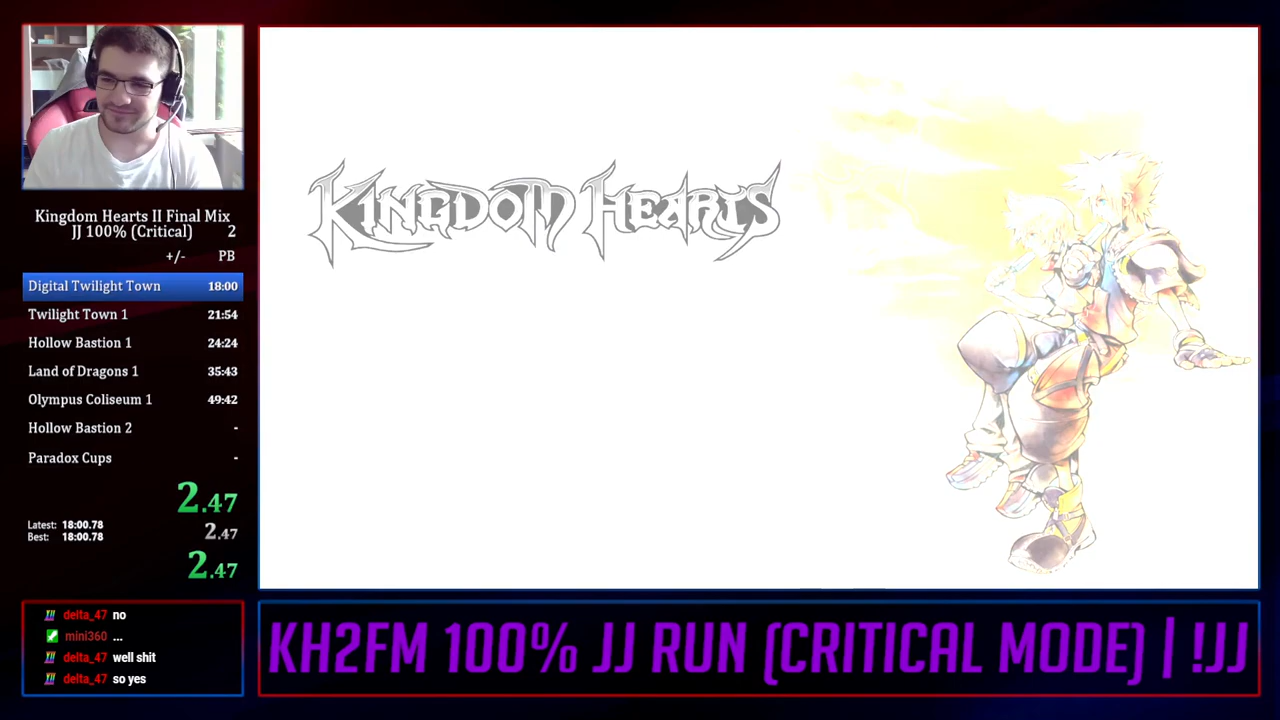 Kingdom Hearts II Final Mix
JJ 100% (Critical) 2
+/- PB
Digital Twilight Town 18:00
Twilight Town 1 21:54
Hollow Bastion 1 24:24
Land of Dragons 1 35:43
Olympus Coliseum 1 49:42
Hollow Bastion 2 -
Paradox Cups -
2.47
Latest: 18:00.78 2.47
Best: 18:00.78
2.47
delta_47 no
mini360 ...
delta_47 well shit
delta_47 so yes
KINGDOM HEARTS
KH2FM 100% JJ RUN (CRITICAL MODE) | !JJ